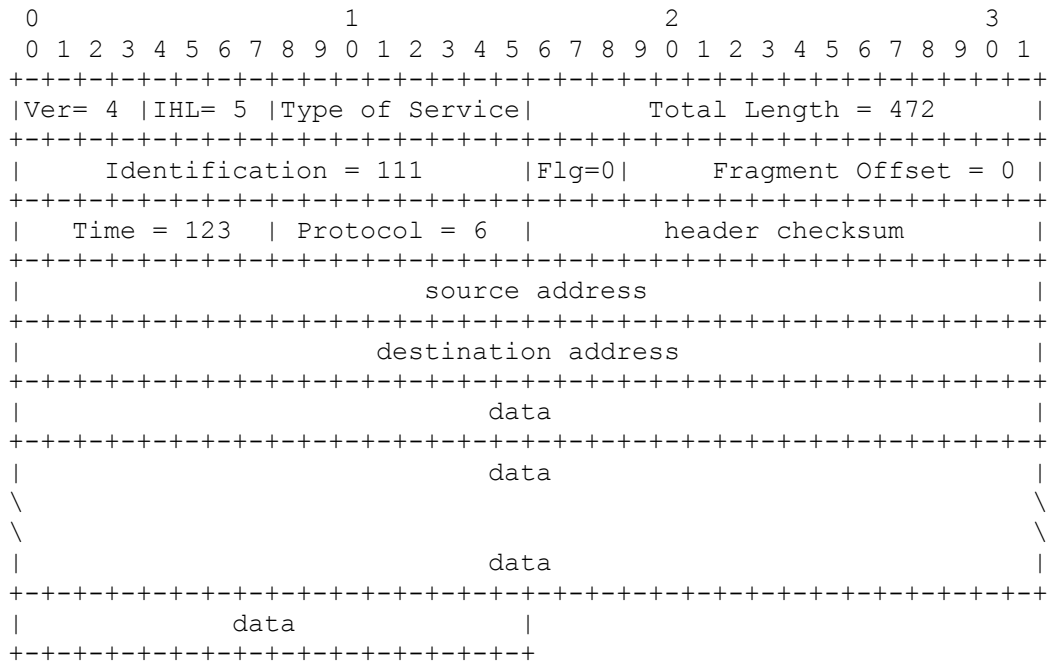 0                   1                   2                   3
 0 1 2 3 4 5 6 7 8 9 0 1 2 3 4 5 6 7 8 9 0 1 2 3 4 5 6 7 8 9 0 1
+-+-+-+-+-+-+-+-+-+-+-+-+-+-+-+-+-+-+-+-+-+-+-+-+-+-+-+-+-+-+-+-+
|Ver= 4 |IHL= 5 |Type of Service|       Total Length = 472      |
+-+-+-+-+-+-+-+-+-+-+-+-+-+-+-+-+-+-+-+-+-+-+-+-+-+-+-+-+-+-+-+-+
|     Identification = 111      |Flg=0|     Fragment Offset = 0 |
+-+-+-+-+-+-+-+-+-+-+-+-+-+-+-+-+-+-+-+-+-+-+-+-+-+-+-+-+-+-+-+-+
|   Time = 123  | Protocol = 6  |        header checksum        |
+-+-+-+-+-+-+-+-+-+-+-+-+-+-+-+-+-+-+-+-+-+-+-+-+-+-+-+-+-+-+-+-+
|                         source address                        |
+-+-+-+-+-+-+-+-+-+-+-+-+-+-+-+-+-+-+-+-+-+-+-+-+-+-+-+-+-+-+-+-+
|                      destination address                      |
+-+-+-+-+-+-+-+-+-+-+-+-+-+-+-+-+-+-+-+-+-+-+-+-+-+-+-+-+-+-+-+-+
|                             data                              |
+-+-+-+-+-+-+-+-+-+-+-+-+-+-+-+-+-+-+-+-+-+-+-+-+-+-+-+-+-+-+-+-+
|                             data                              |
\                                                               \
\                                                               \
|                             data                              |
+-+-+-+-+-+-+-+-+-+-+-+-+-+-+-+-+-+-+-+-+-+-+-+-+-+-+-+-+-+-+-+-+
|             data              |
+-+-+-+-+-+-+-+-+-+-+-+-+-+-+-+-+